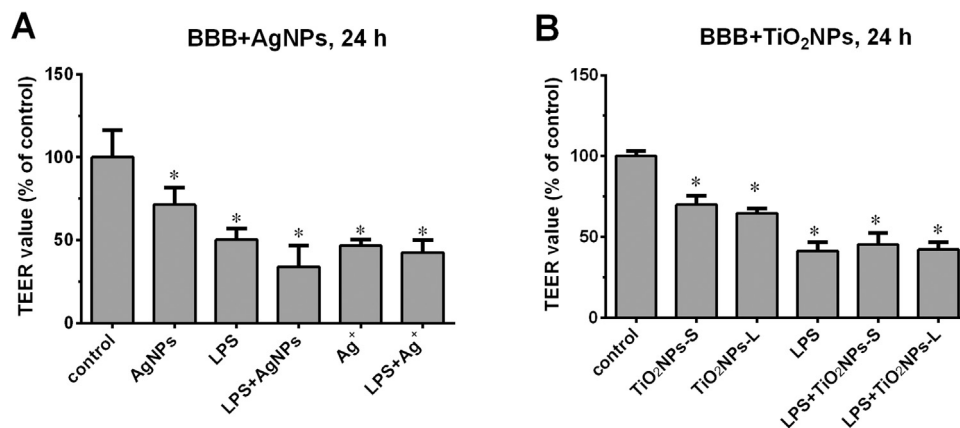 A
BBB+AgNPs, 24 h
TEER value (% of control)
150
100
50
0
*
*
*
*
*
control
AgNPs
LPS
LPS+AgNPs
Ag⁺
LPS+Ag⁺
B
BBB+TiO₂NPs, 24 h
TEER value (% of control)
150
100
50
0
*
*
*
*
*
control
TiO₂NPs-S
TiO₂NPs-L
LPS
LPS+TiO₂NPs-S
LPS+TiO₂NPs-L